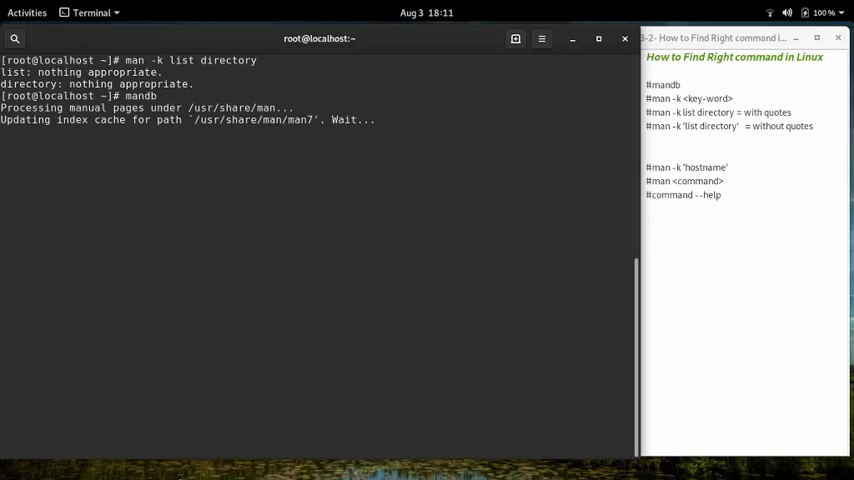 Activities
Terminal
Aug 3 18:11
100 %
root@localhost:~
[root@localhost ~]# man -k list directory
list: nothing appropriate.
directory: nothing appropriate.
[root@localhost ~]# mandb
Processing manual pages under /usr/share/man...
Updating index cache for path `/usr/share/man/man7'. Wait...
3-2- How to Find Right command i...
How to Find Right command in Linux
#mandb
#man -k <key-word>
#man -k list directory = with quotes
#man -k 'list directory' = without quotes
#man -k 'hostname'
#man <command>
#command --help